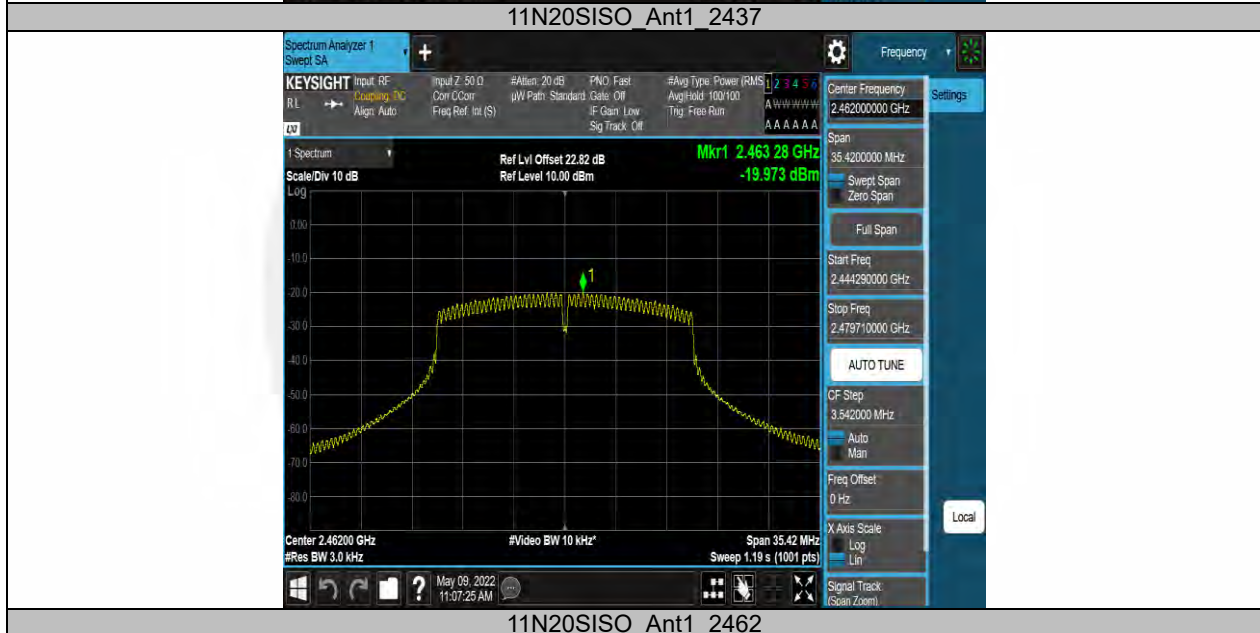 11N20SISO_Ant1_2437
Spectrum Analyzer 1
Swept SA
+
Frequency
KEYSIGHT
Input: RF
Coupling: DC
Align: Auto
RL
LXI
Input Z: 50 Ω
Corr CCorr
Freq Ref: Int (S)
#Atten: 20 dB
µW Path: Standard
PNO: Fast
Gate: Off
IF Gain: Low
Sig Track: Off
#Avg Type: Power (RMS
Avg|Hold: 100/100
Trig: Free Run
1 2 3 4 5 6
A W W W W W
A A A A A A
Center Frequency
2.462000000 GHz
Settings
Span
35.4200000 MHz
Swept Span
Zero Span
Full Span
Start Freq
2.444290000 GHz
Stop Freq
2.479710000 GHz
AUTO TUNE
CF Step
3.542000 MHz
Auto
Man
Freq Offset
0 Hz
X Axis Scale
Log
Lin
Signal Track
(Span Zoom)
Local
1 Spectrum
Scale/Div 10 dB
Log
Ref Lvl Offset 22.82 dB
Ref Level 10.00 dBm
Mkr1 2.463 28 GHz
-19.973 dBm
1
0.00
-10.0
-20.0
-30.0
-40.0
-50.0
-60.0
-70.0
-80.0
Center 2.46200 GHz
#Res BW 3.0 kHz
#Video BW 10 kHz*
Span 35.42 MHz
Sweep 1.19 s (1001 pts)
?
May 09, 2022
11:07:25 AM
11N20SISO_Ant1_2462